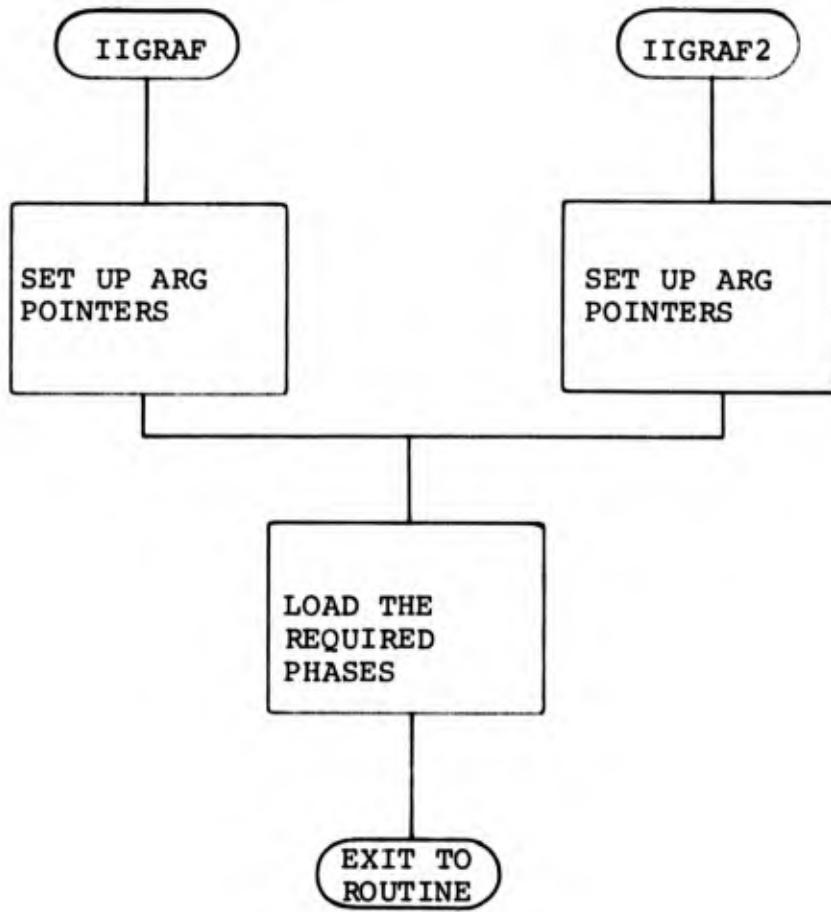 IIGRAF
IIGRAF2
SET UP ARG
POINTERS
SET UP ARG
POINTERS
LOAD THE
REQUIRED
PHASES
EXIT TO
ROUTINE